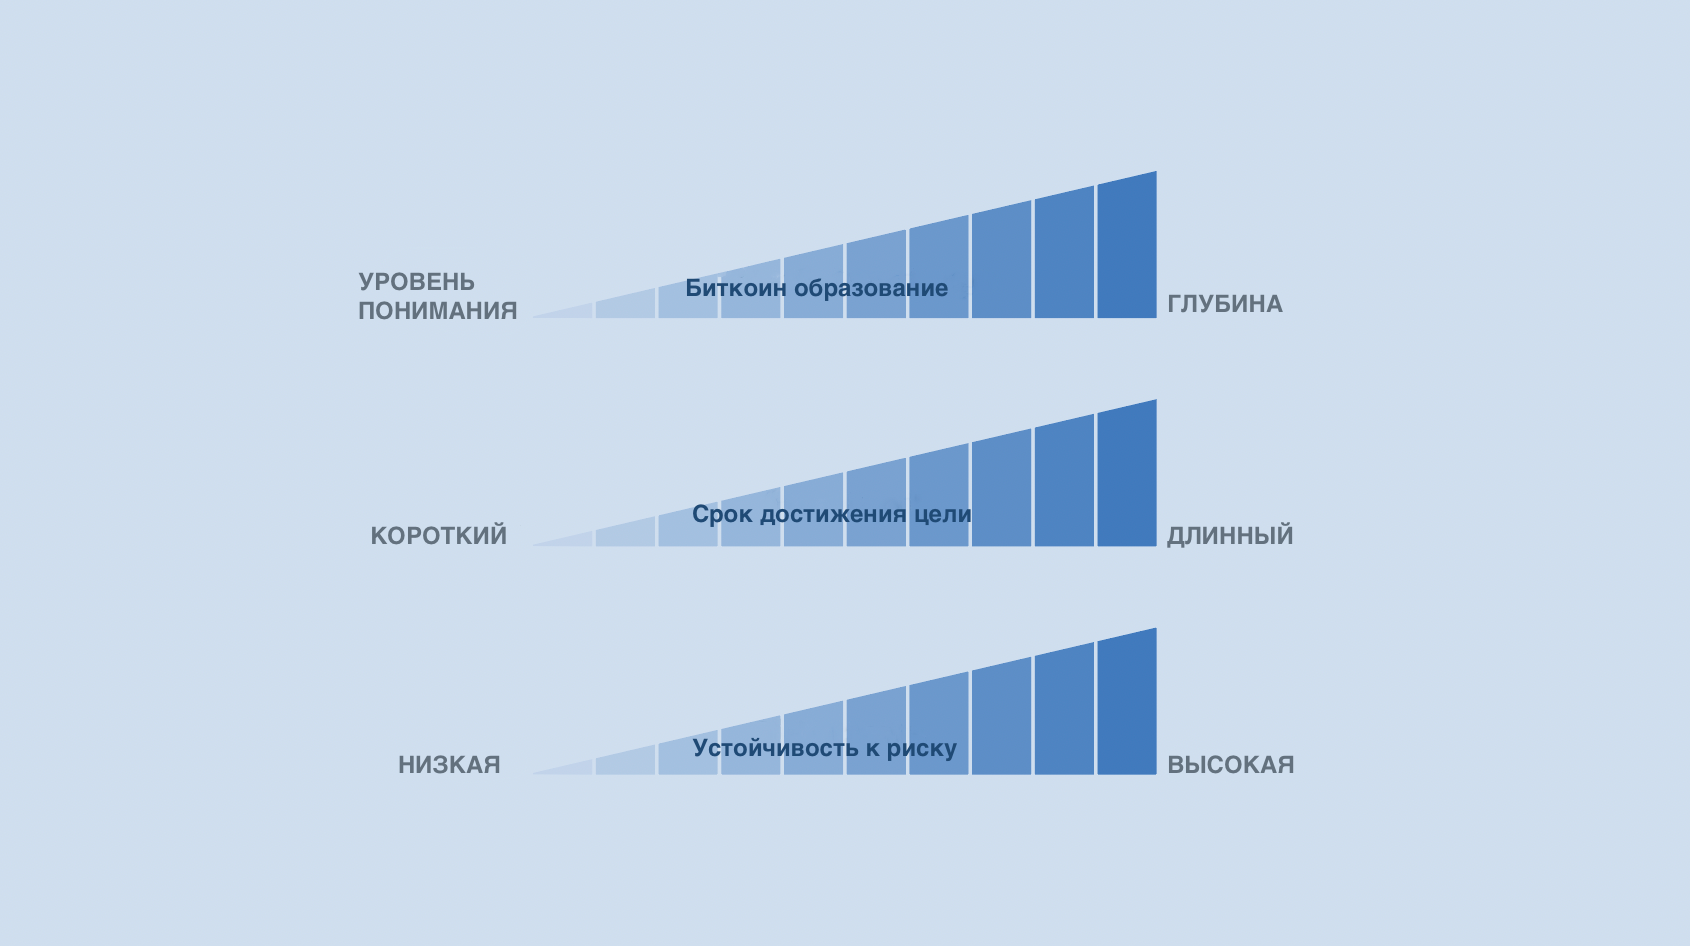 УРОВЕНЬ
ПОНИМАНИЯ
Биткоин образование
ГЛУБИНА
КОРОТКИЙ
Срок достижения цели
ДЛИННЫЙ
НИЗКАЯ
Устойчивость к риску
ВЫСОКАЯ